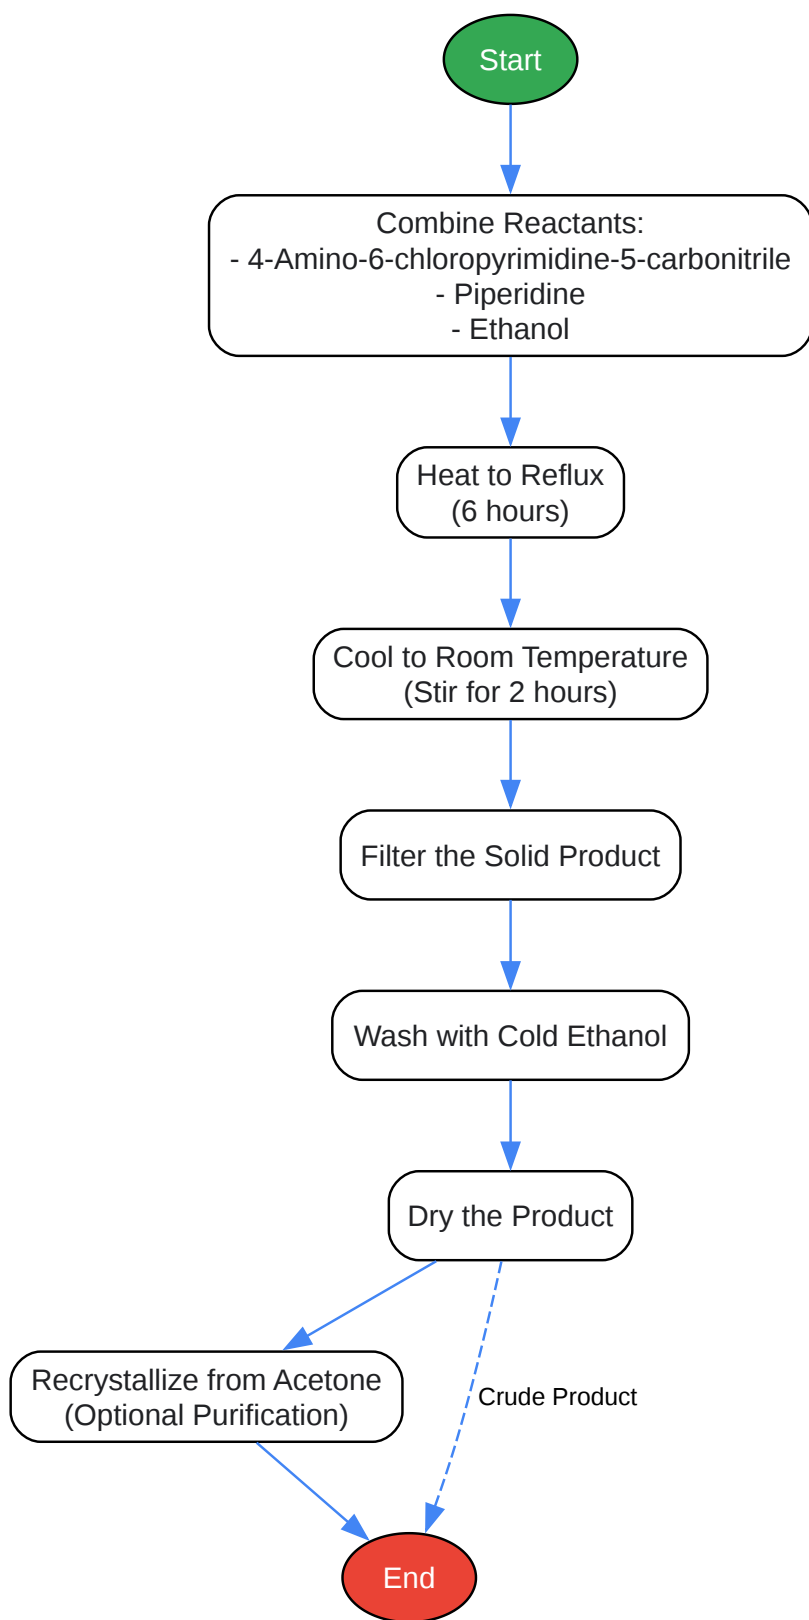 Start
Combine Reactants:
- 4-Amino-6-chloropyrimidine-5-carbonitrile
- Piperidine
- Ethanol
Heat to Reflux
(6 hours)
Cool to Room Temperature
(Stir for 2 hours)
Filter the Solid Product
Wash with Cold Ethanol
Dry the Product
Recrystallize from Acetone
(Optional Purification)
Crude Product
End